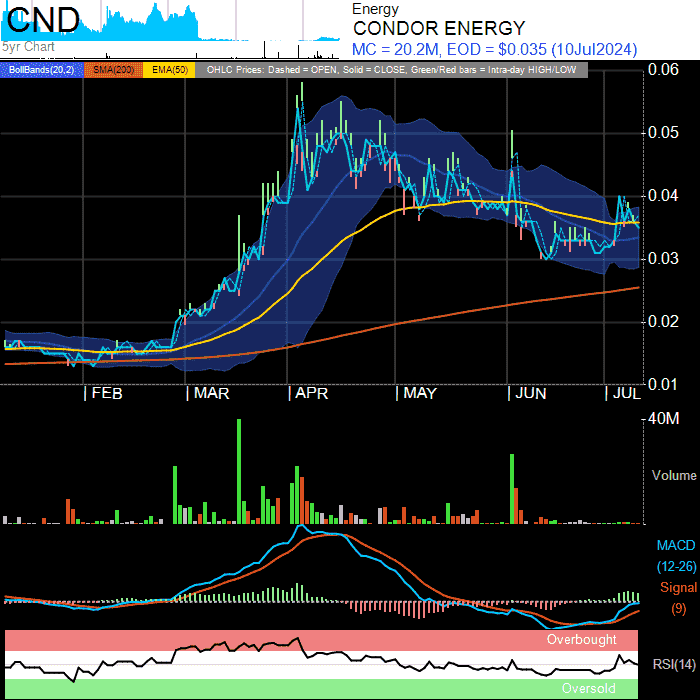 CND
5yr Chart
Energy
CONDOR ENERGY
MC = 20.2M, EOD = $0.035 (10Jul2024)
BollBands(20,2) SMA(200) EMA(50) OHLC Prices: Dashed = OPEN, Solid = CLOSE, Green/Red bars = Intra-day HIGH/LOW
0.06
0.05
0.04
0.03
0.02
0.01
FEB MAR APR MAY JUN JUL
40M
Volume
MACD
(12-26)
Signal
(9)
Overbought
RSI(14)
Oversold